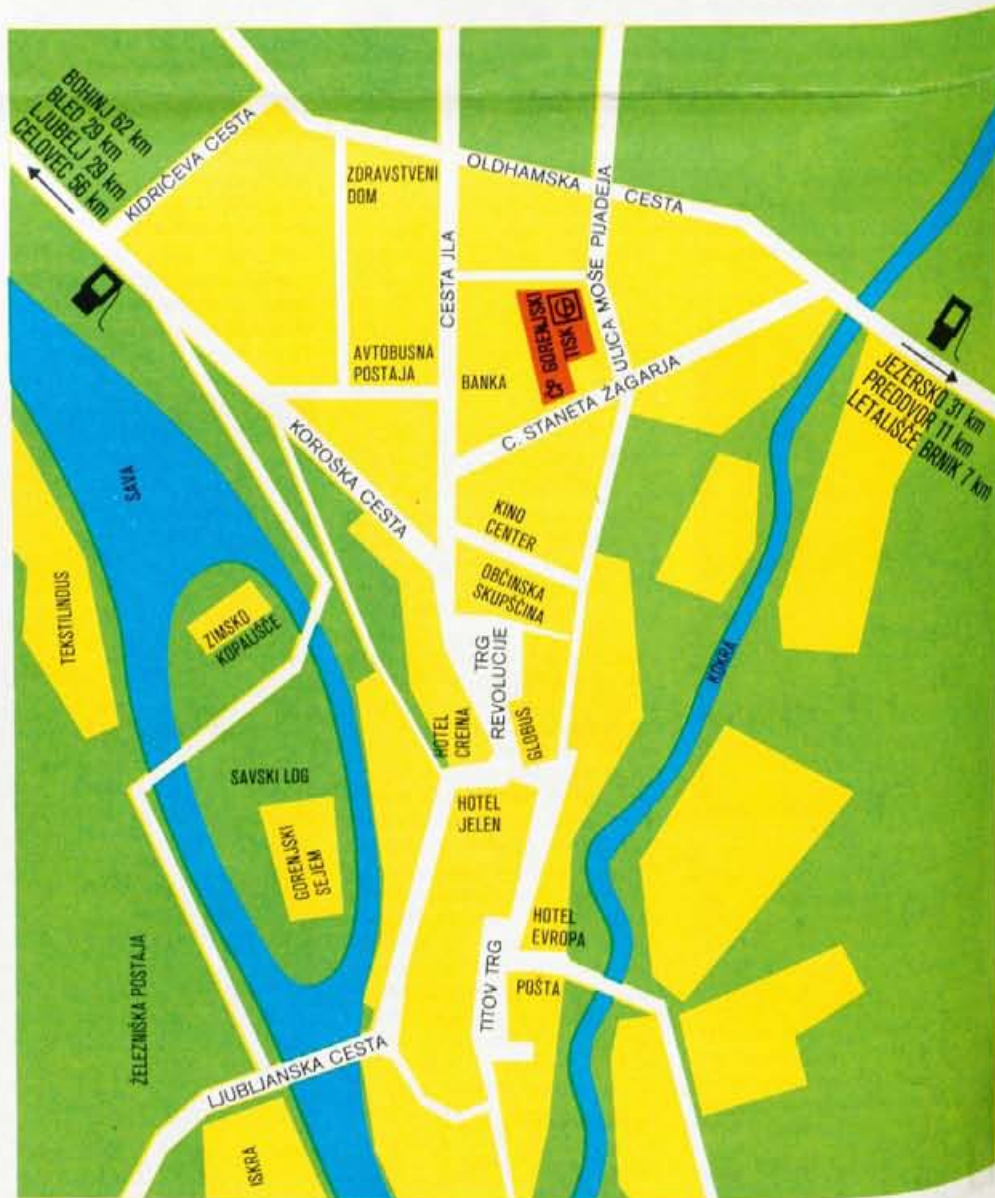 BOHINJ 62 km
BLED 29 km
LJUBELJ 29 km
CELOVEC 56 km
KIDRIČEVA CESTA
ZDRAVSTVENI
DOM
OLDHAMSKA CESTA
CESTA JLA
ULICA MOŠE PIJADEJA
GORENJSKI
TISK
AVTOBUSNA
POSTAJA
BANKA
C. STANETA ŽAGARJA
JEZERSKO 31 km
PREDDVOR 11 km
LETALIŠČE BRNIK 7 km
KOROŠKA CESTA
SAVA
KINO
CENTER
OBČINSKA
SKUPŠČINA
TEKSTILINDUS
ZIMSKO
KOPALIŠČE
TRG
REVOLUCIJE
KOKRA
HOTEL
CREINA
GLOBUS
SAVSKI LOG
HOTEL
JELEN
GORENJSKI
SEJEM
HOTEL
EVROPA
TITOV TRG
POŠTA
ŽELEZNIŠKA POSTAJA
LJUBLJANSKA CESTA
ISKRA